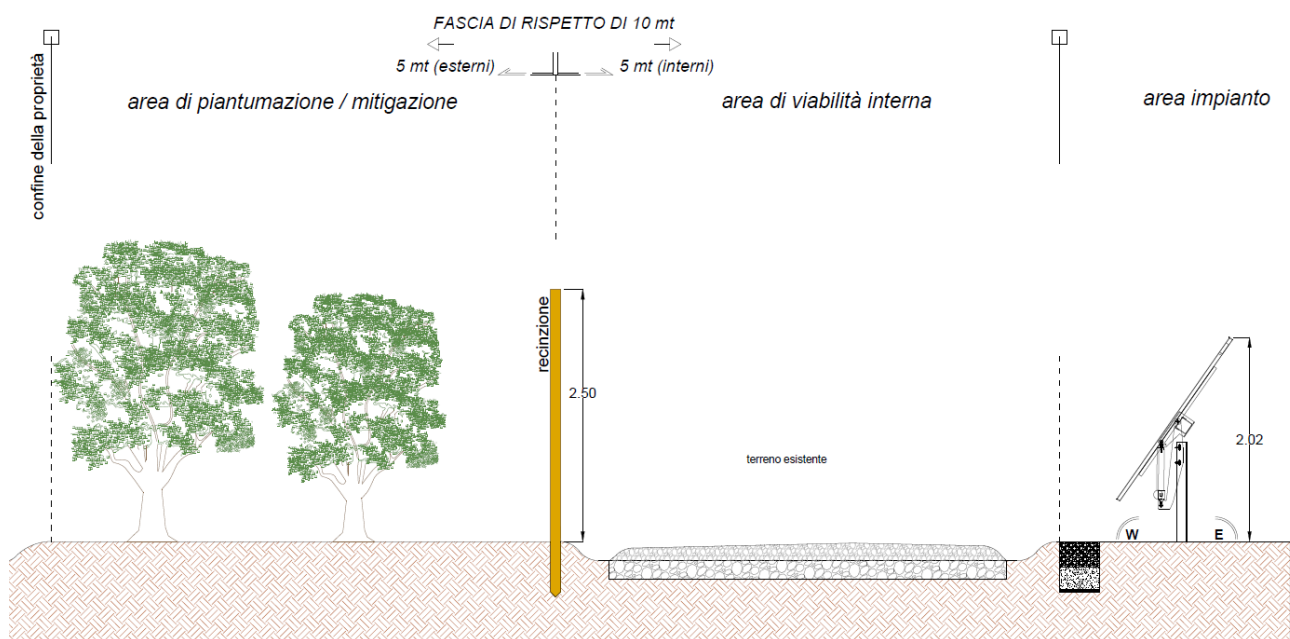 FASCIA DI RISPETTO DI 10 mt
5 mt (esterni)
5 mt (interni)
area di piantumazione / mitigazione
area di viabilità interna
area impianto
confine della proprietà
recinzione
2.50
terreno esistente
2.02
W
E